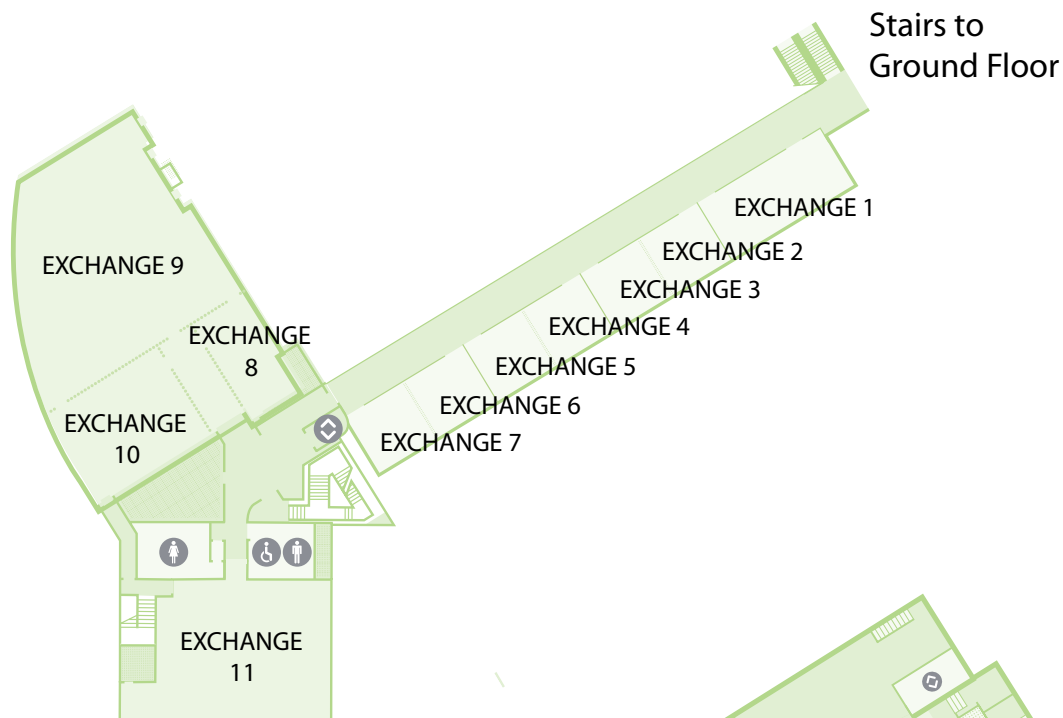 Stairs to
Ground Floor
EXCHANGE 1
EXCHANGE 2
EXCHANGE 9
EXCHANGE 3
EXCHANGE 4
EXCHANGE
8
EXCHANGE 5
EXCHANGE 6
EXCHANGE
10
EXCHANGE 7
EXCHANGE
11